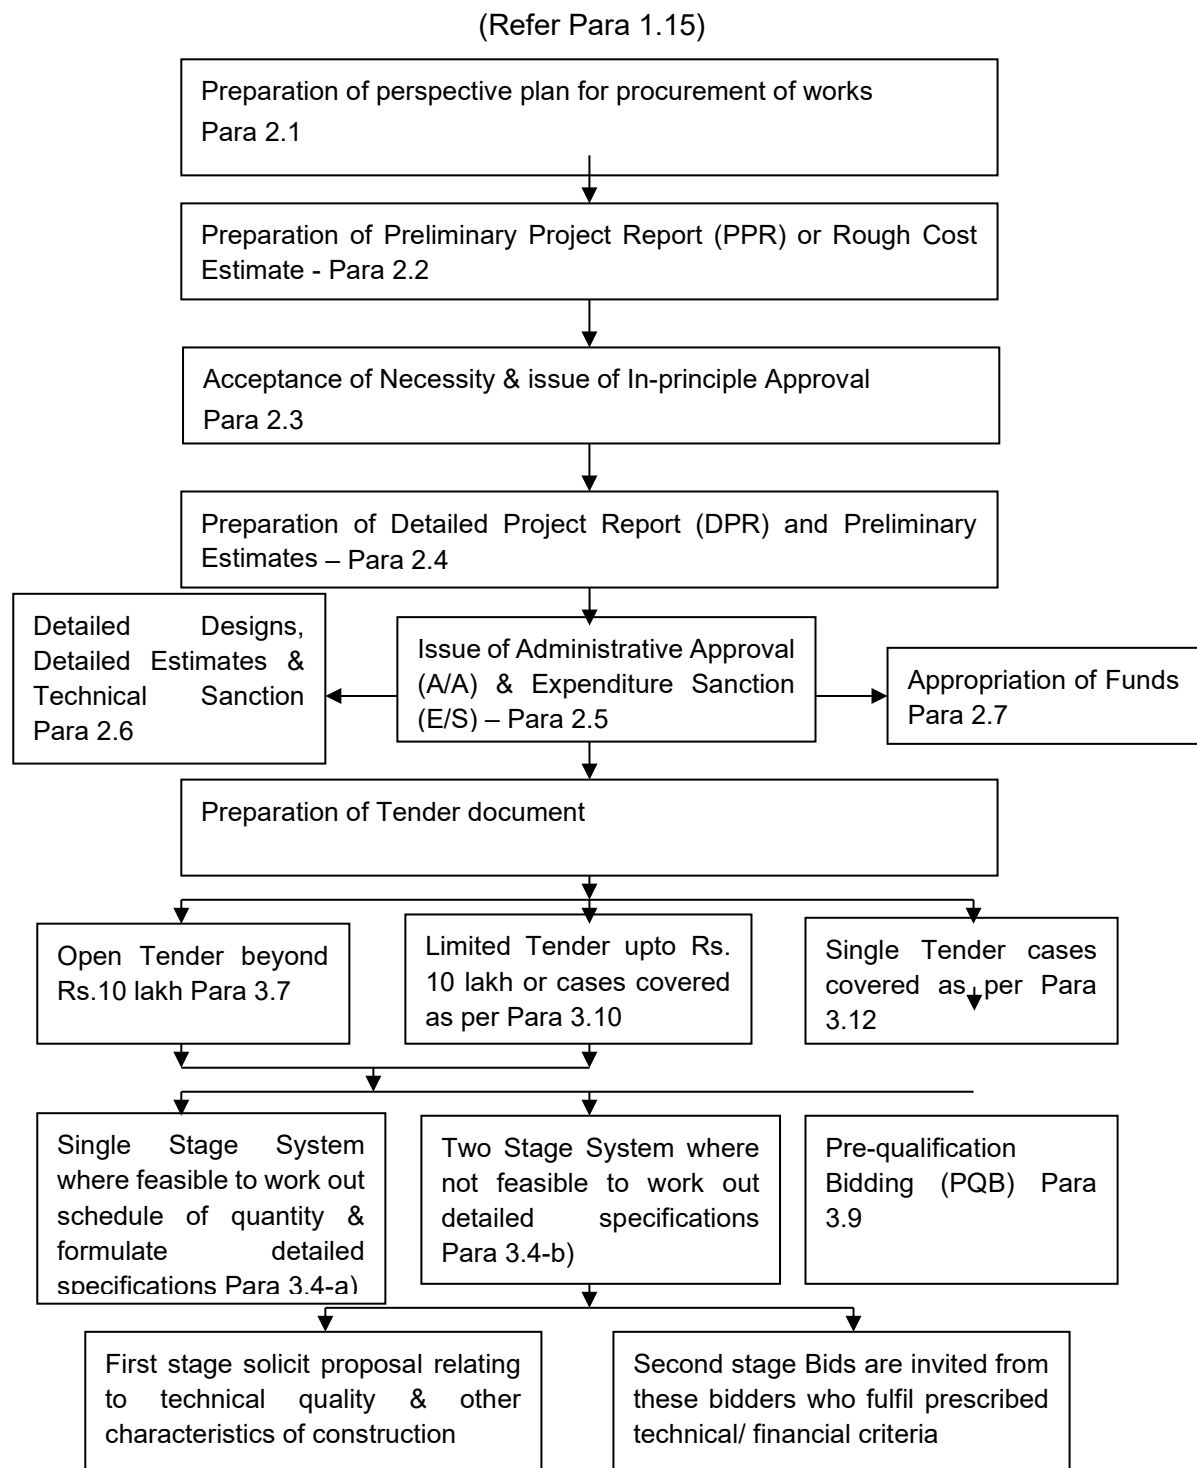 (Refer Para 1.15)
Preparation of perspective plan for procurement of works
Para 2.1
Preparation of Preliminary Project Report (PPR) or Rough Cost
Estimate - Para 2.2
Acceptance of Necessity & issue of In-principle Approval
Para 2.3
Preparation of Detailed Project Report (DPR) and Preliminary
Estimates – Para 2.4
Detailed Designs,
Detailed Estimates &
Technical Sanction
Para 2.6
Issue of Administrative Approval
(A/A) & Expenditure Sanction
(E/S) – Para 2.5
Appropriation of Funds
Para 2.7
Preparation of Tender document
Open Tender beyond
Rs.10 lakh Para 3.7
Limited Tender upto Rs.
10 lakh or cases covered
as per Para 3.10
Single Tender cases
covered as per Para
3.12
Single Stage System
where feasible to work out
schedule of quantity &
formulate detailed
specifications Para 3.4-a)
Two Stage System where
not feasible to work out
detailed specifications
Para 3.4-b)
Pre-qualification
Bidding (PQB) Para
3.9
First stage solicit proposal relating
to technical quality & other
characteristics of construction
Second stage Bids are invited from
these bidders who fulfil prescribed
technical/ financial criteria